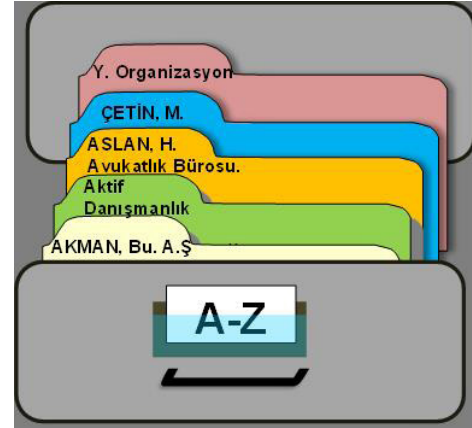 Y. Organizasyon
ÇETİN, M.
ASLAN, H.
Avukatlık Bürosu.
Aktif
Danışmanlık
AKMAN, Bu. A.Ş
A-Z